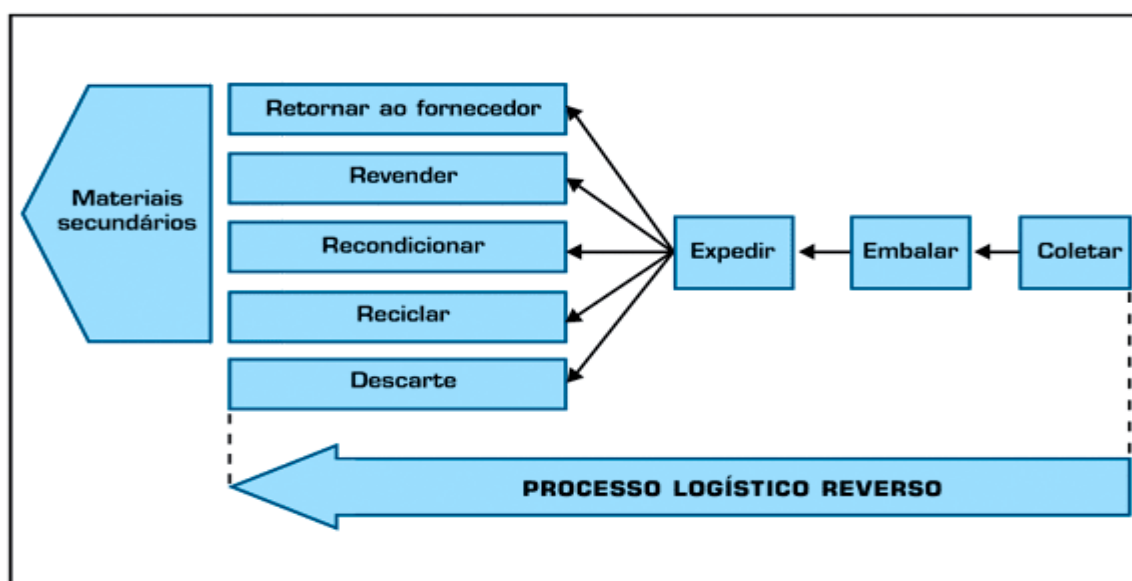 Retornar ao fornecedor
Revender
Materiais
secundários
Recondicionar
Expedir
Embalar
Coletar
Reciclar
Descarte
PROCESSO LOGÍSTICO REVERSO